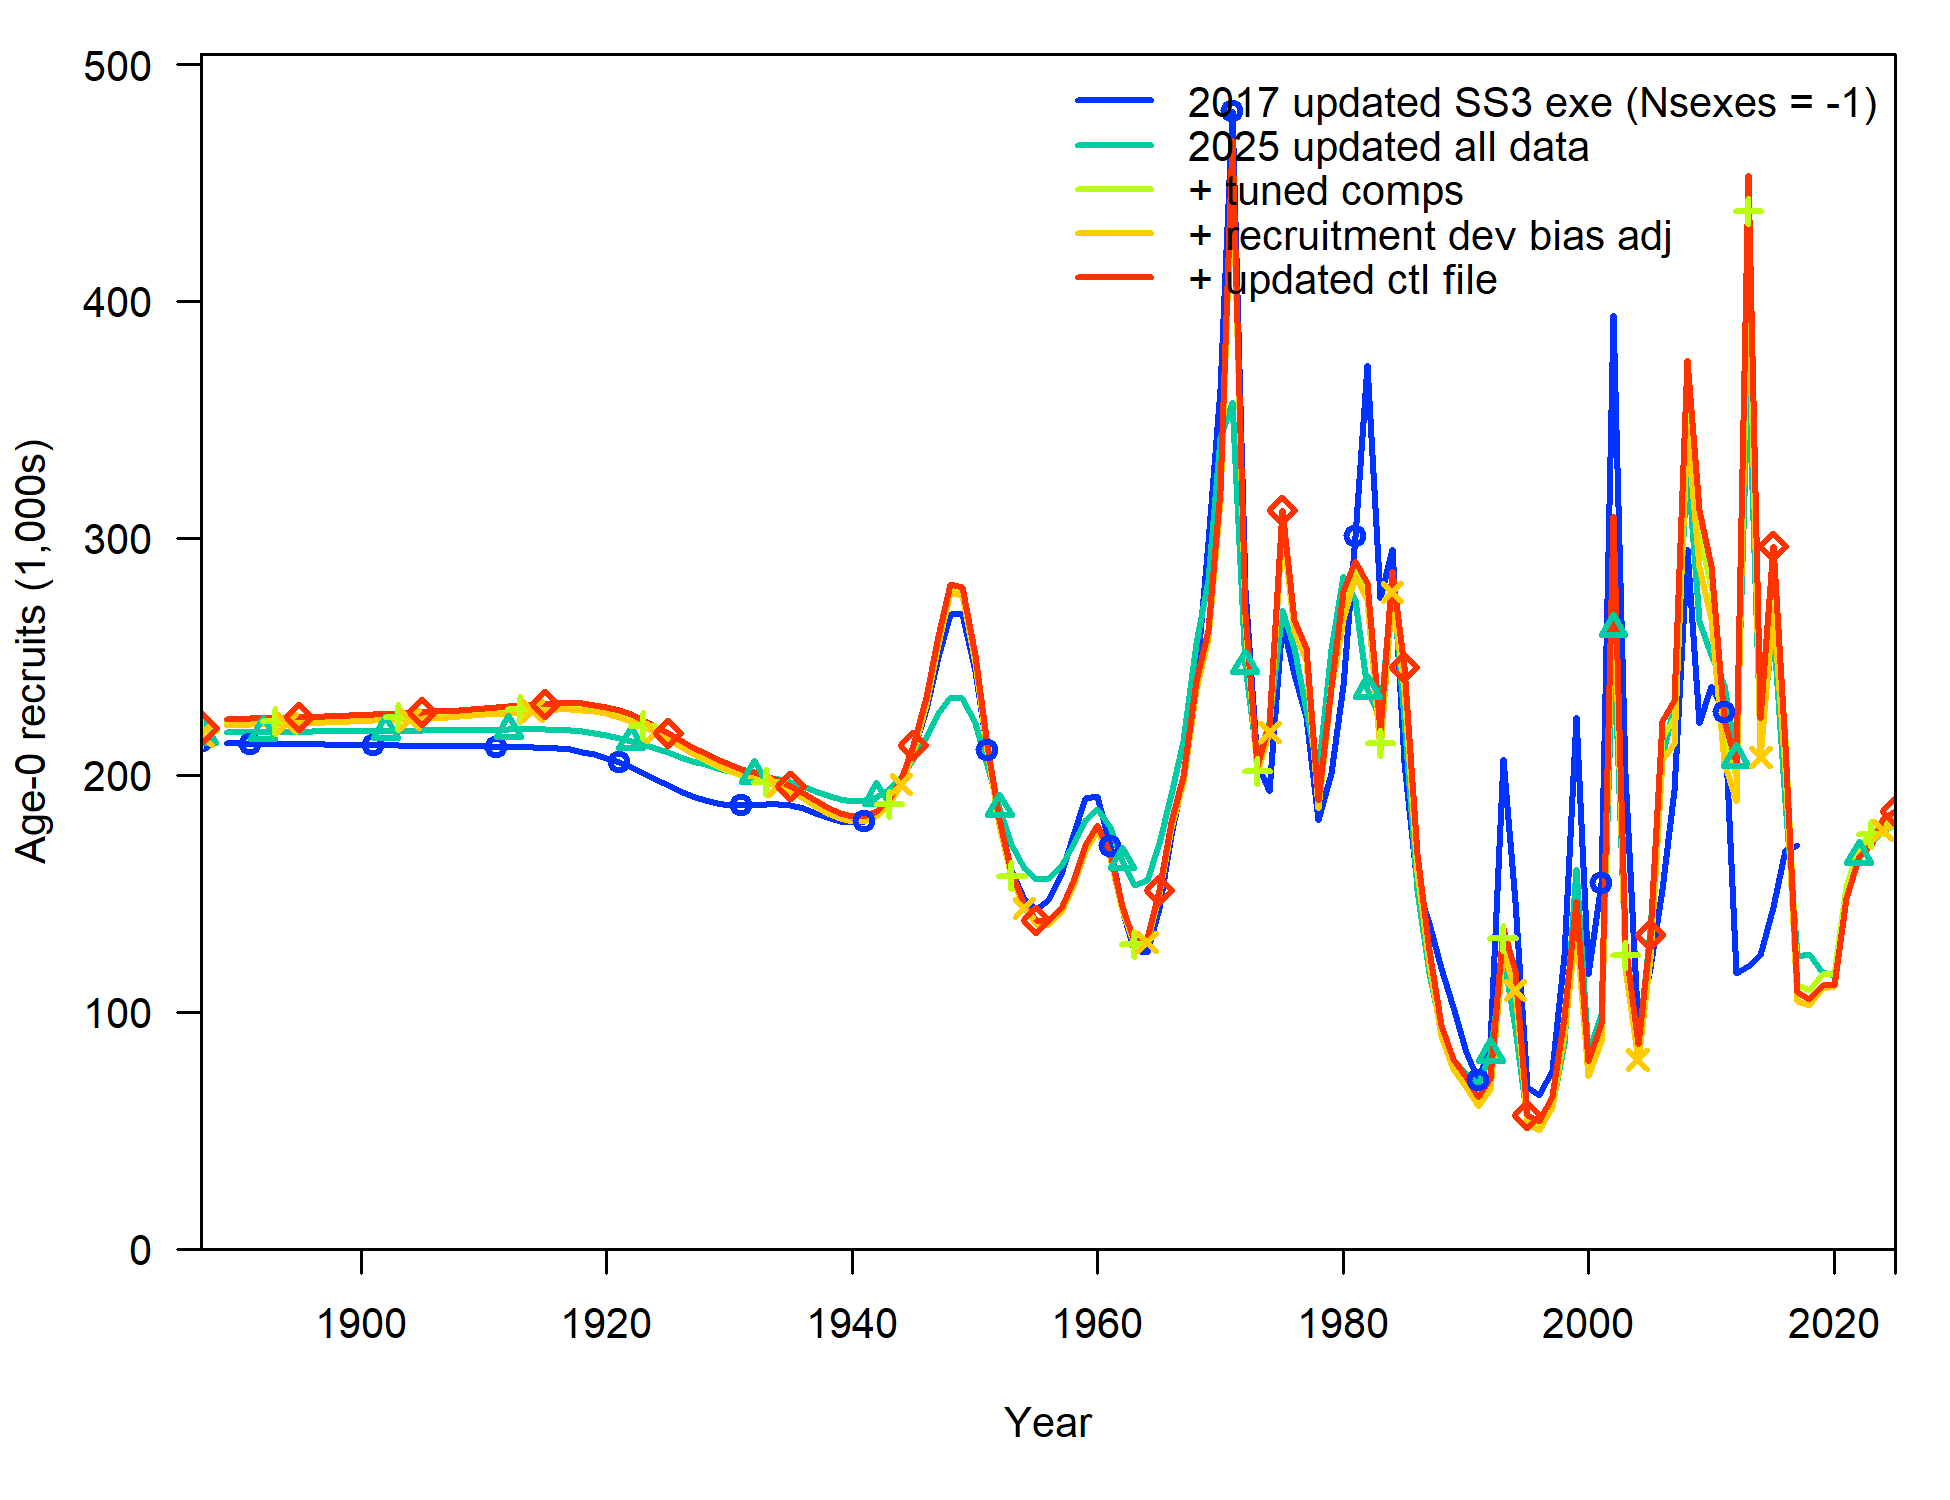 500
400
300
200
100
0
Age-0 recruits (1,000s)
2017 updated SS3 exe (Nsexes = -1)
2025 updated all data
+ tuned comps
+ recruitment dev bias adj
+ updated ctl file
1900 1920 1940 1960 1980 2000 2020
Year